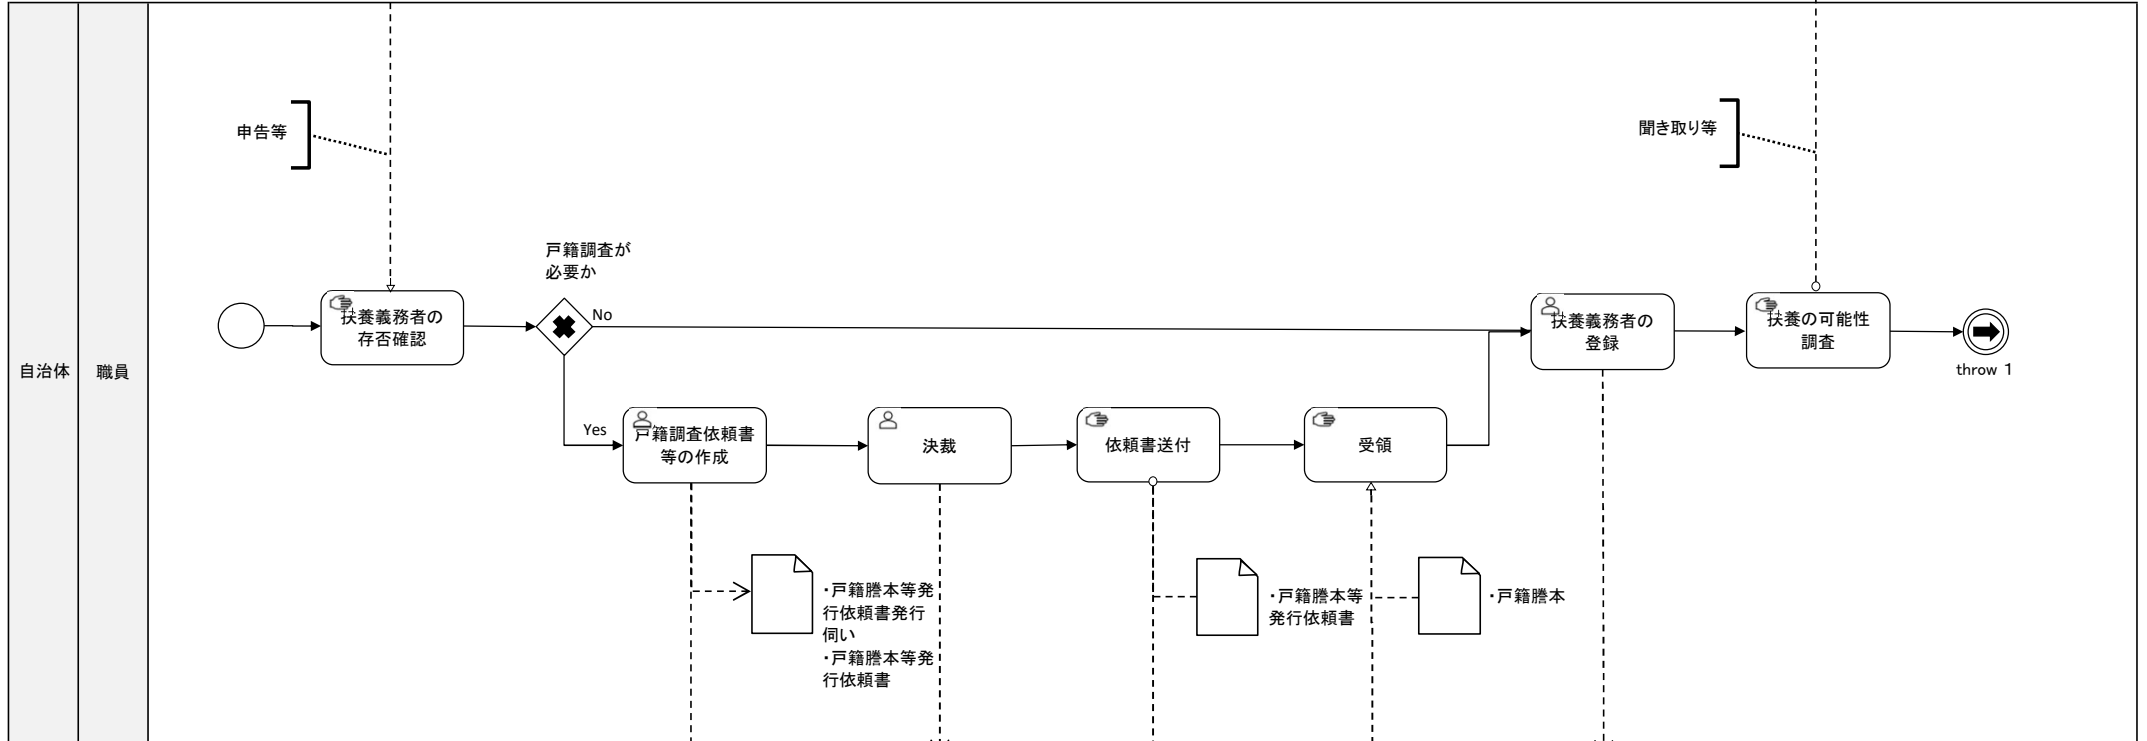 申告等
聞き取り等
戸籍調査が
必要か
No
扶養義務者の
存否確認
扶養義務者の
登録
扶養の可能性
調査
throw 1
自治体
職員
Yes
戸籍調査依頼書
等の作成
決裁
依頼書送付
受領
・戸籍謄本等発
行依頼書発行
伺い
・戸籍謄本等発
行依頼書
・戸籍謄本等
発行依頼書
・戸籍謄本